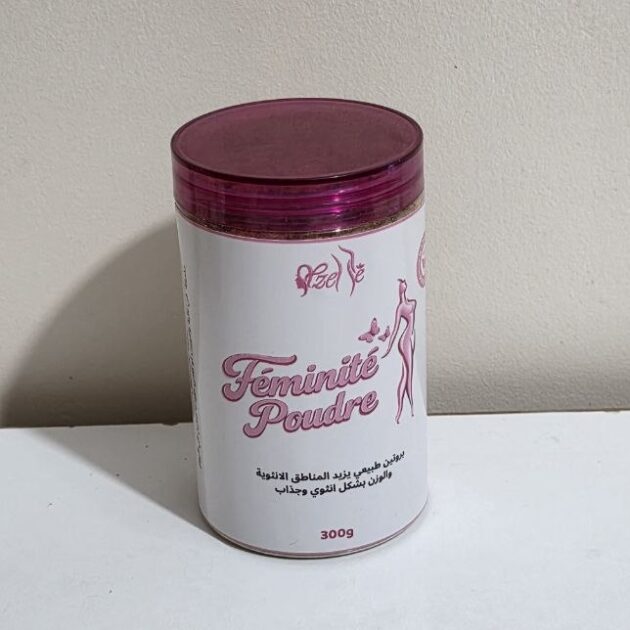 Féminité
Poudre
بروتين طبيعي يزيد المناطق الانثوية
والوزن بشكل انثوي وجذاب
300g